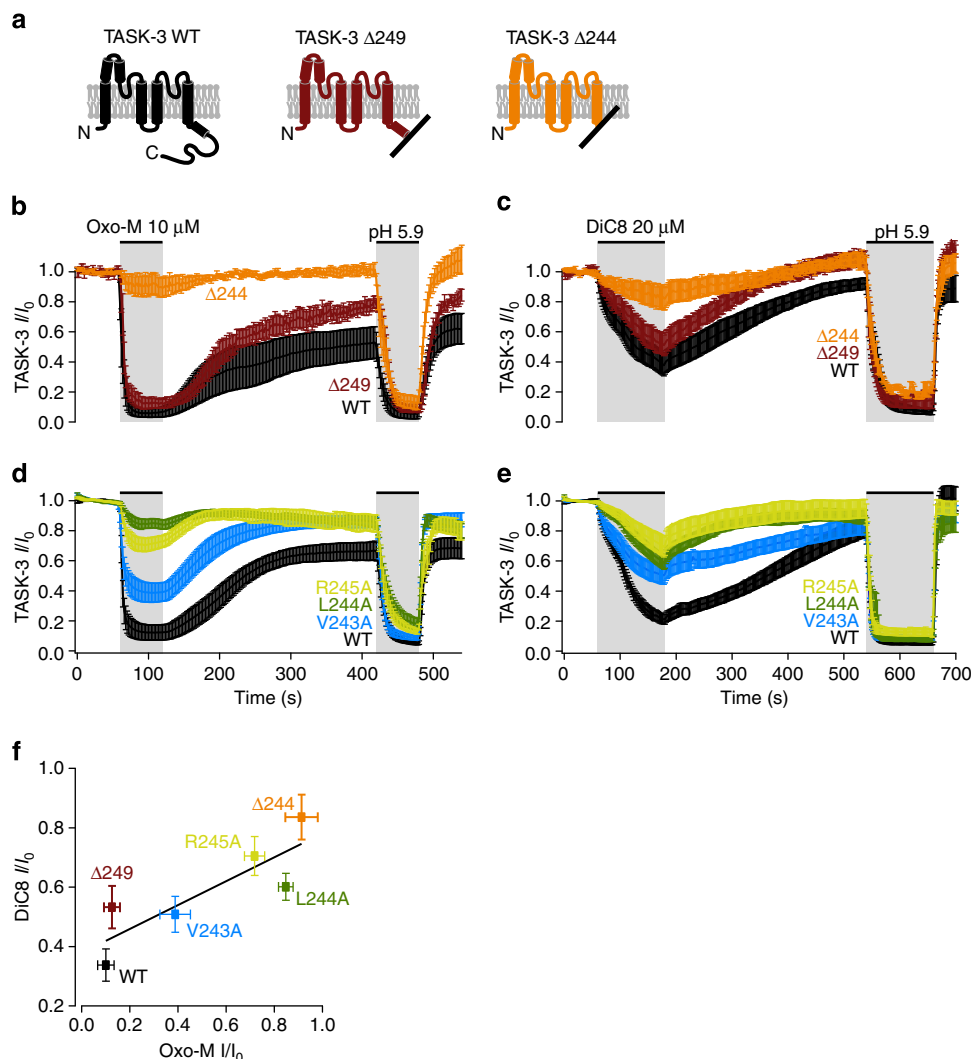 a
TASK-3 WT
TASK-3 Δ249
TASK-3 Δ244
N
C
N
N
b
Oxo-M 10 μM
pH 5.9
TASK-3 I/I0
1.0
0.8
0.6
0.4
0.2
0.0
Δ244
Δ249
WT
c
DiC8 20 μM
pH 5.9
TASK-3 I/I0
1.0
0.8
0.6
0.4
0.2
0.0
Δ244
Δ249
WT
d
TASK-3 I/I0
1.0
0.8
0.6
0.4
0.2
0.0
R245A
L244A
V243A
WT
0 100 200 300 400 500
Time (s)
e
TASK-3 I/I0
1.0
0.8
0.6
0.4
0.2
0.0
R245A
L244A
V243A
WT
0 100 200 300 400 500 600 700
Time (s)
f
DiC8 I/I0
1.0
0.8
0.6
0.4
0.2
Δ244
R245A
Δ249
L244A
V243A
WT
0.0 0.2 0.4 0.6 0.8 1.0
Oxo-M I/I0